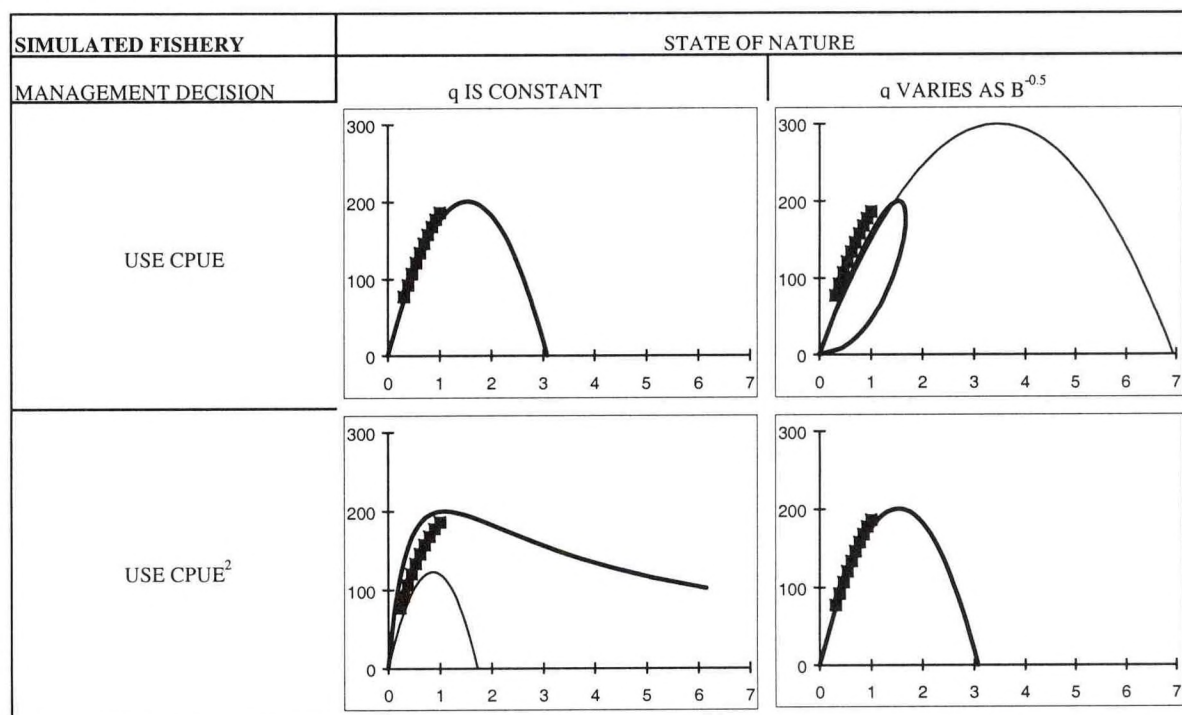 SIMULATED FISHERY STATE OF NATURE
MANAGEMENT DECISION q IS CONSTANT q VARIES AS B^-0.5
300
200
100
0
0 1 2 3 4 5 6 7
USE CPUE
300
200
100
0
0 1 2 3 4 5 6 7
300
200
100
0
0 1 2 3 4 5 6 7
USE CPUE²
300
200
100
0
0 1 2 3 4 5 6 7